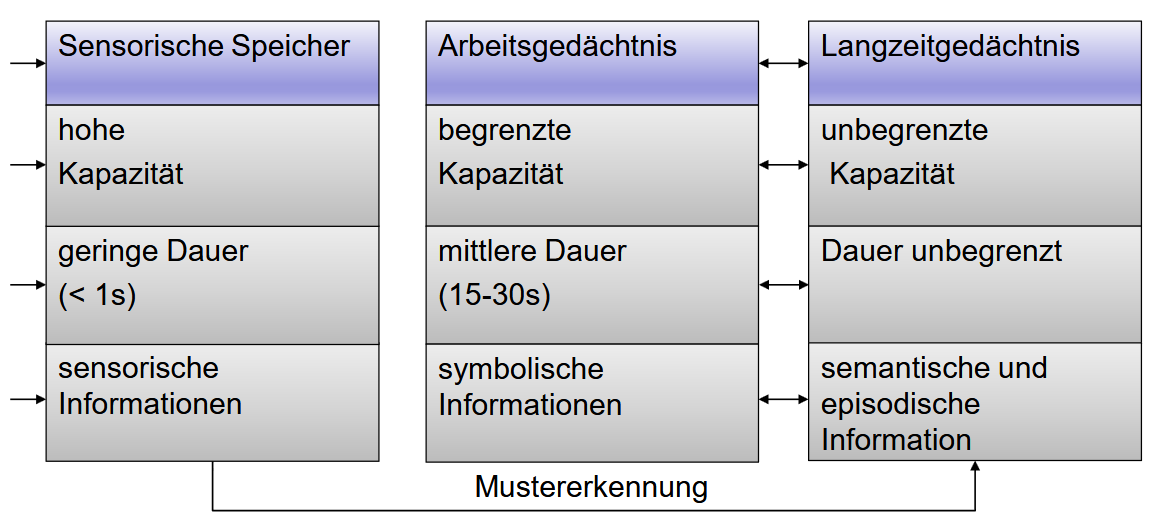 Sensorische Speicher
hohe
Kapazität
geringe Dauer
(< 1s)
sensorische
Informationen
Arbeitsgedächtnis
begrenzte
Kapazität
mittlere Dauer
(15-30s)
symbolische
Informationen
Langzeitgedächtnis
unbegrenzte
Kapazität
Dauer unbegrenzt
semantische und
episodische
Information
Mustererkennung